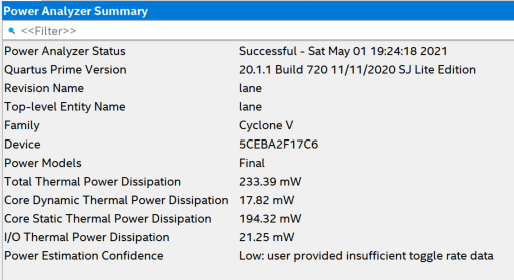 Power Analyzer Summary
<<Filter>>
Power Analyzer Status Successful - Sat May 01 19:24:18 2021
Quartus Prime Version 20.1.1 Build 720 11/11/2020 SJ Lite Edition
Revision Name lane
Top-level Entity Name lane
Family Cyclone V
Device 5CEBA2F17C6
Power Models Final
Total Thermal Power Dissipation 233.39 mW
Core Dynamic Thermal Power Dissipation 17.82 mW
Core Static Thermal Power Dissipation 194.32 mW
I/O Thermal Power Dissipation 21.25 mW
Power Estimation Confidence Low: user provided insufficient toggle rate data